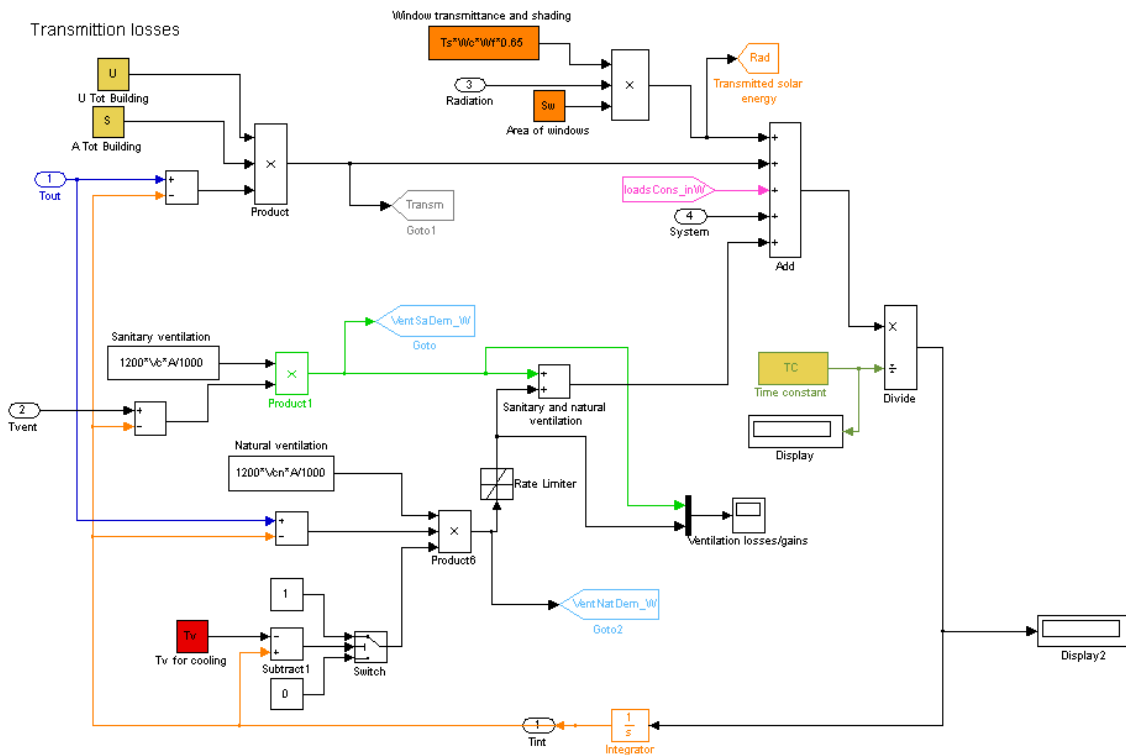 Transmittion losses
Window transmittance and shading
Ts*Wc*Wf*0.65
Rad
Transmitted solar
energy
3
Radiation
×
Sw
Area of windows
U
U Tot Building
S
A Tot Building
×
Product
1
Tout
+
−
Transm
Goto1
loadsCons_inW
4
System
+
+
+
+
+
Add
VentSaDem_W
Goto
Sanitary ventilation
1200*Vc*A/1000
×
Product1
2
Tvent
+
−
+
+
Sanitary and natural
ventilation
×
÷
Divide
TC
Time constant
Display
Natural ventilation
1200*Vcn*A/1000
Rate Limiter
+
−
×
Product6
Ventilation losses/gains
1
VentNatDem_W
Goto2
Tv
Tv for cooling
−
+
Subtract1
Switch
0
Display2
1
Tint
1
s
Integrator